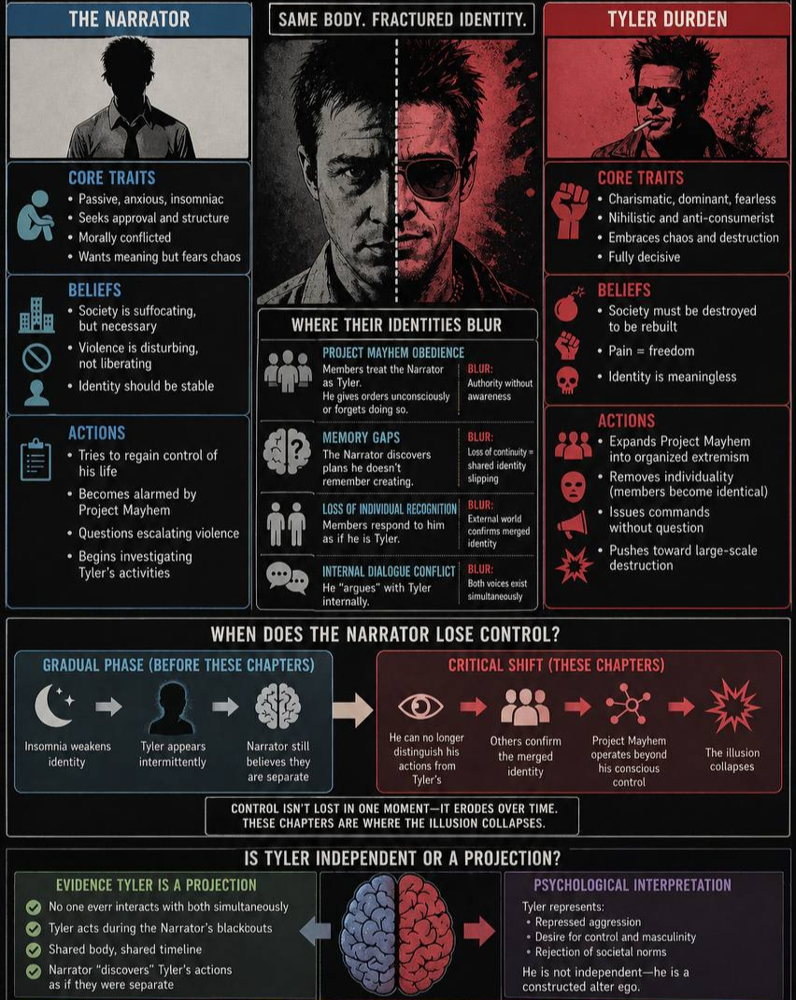 THE NARRATOR
CORE TRAITS
• Passive, anxious, insomniac
• Seeks approval and structure
• Morally conflicted
• Wants meaning but fears chaos
BELIEFS
• Society is suffocating,
but necessary
• Violence is disturbing,
not liberating
• Identity should be stable
ACTIONS
• Tries to regain control of
his life
• Becomes alarmed by
Project Mayhem
• Questions escalating violence
• Begins investigating
Tyler's activities
SAME BODY. FRACTURED IDENTITY.
WHERE THEIR IDENTITIES BLUR
PROJECT MAYHEM OBEDIENCE
Members treat the Narrator
as Tyler.
He gives orders unconsciously
or forgets doing so.
BLUR:
Authority without
awareness
MEMORY GAPS
The Narrator discovers
plans he doesn't
remember creating.
BLUR:
Loss of continuity =
shared identity
slipping
?
LOSS OF INDIVIDUAL RECOGNITION
Members respond to him
as if he is Tyler.
BLUR:
External world
confirms merged
identity
INTERNAL DIALOGUE CONFLICT
He "argues" with Tyler
internally.
BLUR:
Both voices exist
simultaneously
TYLER DURDEN
CORE TRAITS
• Charismatic, dominant, fearless
• Nihilistic and anti-consumerist
• Embraces chaos and destruction
• Fully decisive
BELIEFS
• Society must be destroyed
to be rebuilt
• Pain = freedom
• Identity is meaningless
ACTIONS
• Expands Project Mayhem
into organized extremism
• Removes individuality
(members become identical)
• Issues commands
without question
• Pushes toward large-scale
destruction
WHEN DOES THE NARRATOR LOSE CONTROL?
GRADUAL PHASE (BEFORE THESE CHAPTERS)
Insomnia weakens
identity
Tyler appears
intermittently
Narrator still
believes they
are separate
CRITICAL SHIFT (THESE CHAPTERS)
He can no longer
distinguish his
actions from
Tyler's
Others confirm
the merged
identity
Project Mayhem
operates beyond
his conscious
control
The illusion
collapses
CONTROL ISN'T LOST IN ONE MOMENT—IT ERODES OVER TIME.
THESE CHAPTERS ARE WHERE THE ILLUSION COLLAPSES.
IS TYLER INDEPENDENT OR A PROJECTION?
EVIDENCE TYLER IS A PROJECTION
No one everr interacts with both simultaneously
Tyler acts during the Narrator's blackbouts
Shared body, shared timeline
Narrator "discovers" Tyler's actions
as if they were separate
PSYCHOLOGICAL INTERPRETATION
Tyler represents:
• Repressed aggression
• Desire for control and masculinity
• Rejection of societal norms
He is not independent—he is a
constructed alter ego.